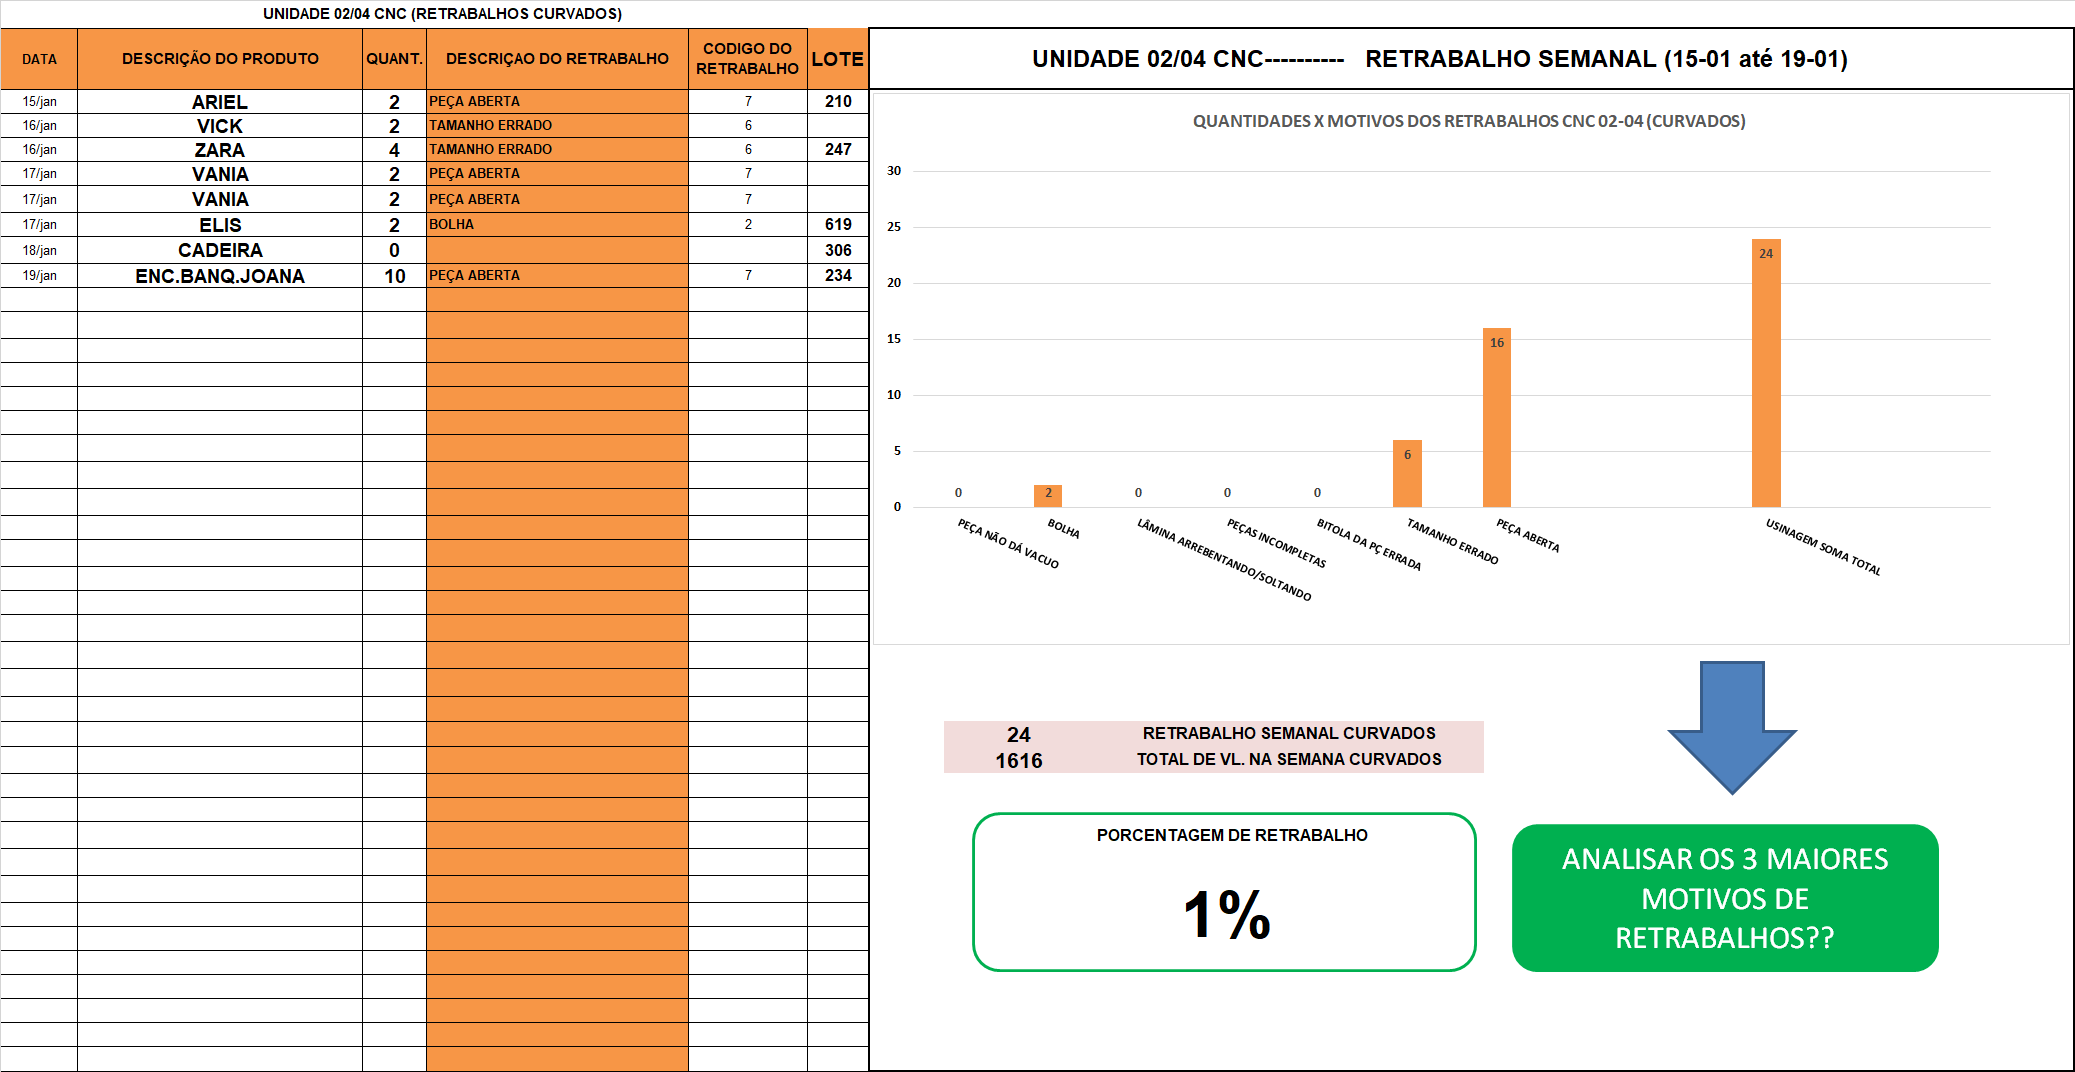 UNIDADE 02/04 CNC (RETRABALHOS CURVADOS)
DATA DESCRIÇÃO DO PRODUTO QUANT. DESCRIÇAO DO RETRABALHO CODIGO DO RETRABALHO LOTE
15/jan ARIEL 2 PEÇA ABERTA 7 210
16/jan VICK 2 TAMANHO ERRADO 6
16/jan ZARA 4 TAMANHO ERRADO 6 247
17/jan VANIA 2 PEÇA ABERTA 7
17/jan VANIA 2 PEÇA ABERTA 7
17/jan ELIS 2 BOLHA 2 619
18/jan CADEIRA 0 306
19/jan ENC.BANQ.JOANA 10 PEÇA ABERTA 7 234
UNIDADE 02/04 CNC---------- RETRABALHO SEMANAL (15-01 até 19-01)
QUANTIDADES X MOTIVOS DOS RETRABALHOS CNC 02-04 (CURVADOS)
30
25
20
15
10
5
0
0 2 0 0 0 6 16 24
PEÇA NÃO DÁ VACUO
BOLHA
LÂMINA ARREBENTANDO/SOLTANDO
PEÇAS INCOMPLETAS
BITOLA DA PÇ ERRADA
TAMANHO ERRADO
PEÇA ABERTA
USINAGEM SOMA TOTAL
24 RETRABALHO SEMANAL CURVADOS
1616 TOTAL DE VL. NA SEMANA CURVADOS
PORCENTAGEM DE RETRABALHO
1%
ANALISAR OS 3 MAIORES
MOTIVOS DE
RETRABALHOS??